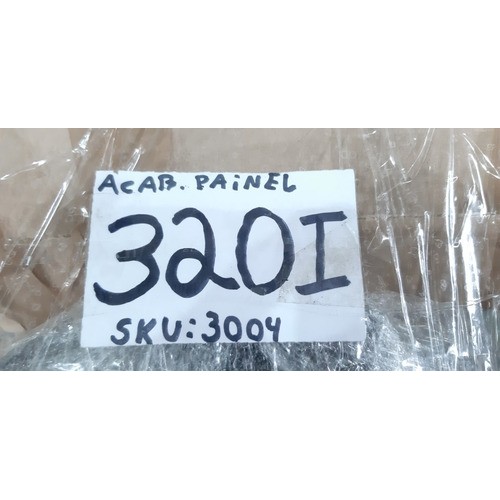 ACAB. PAiNEL
320I
SKU: 3004